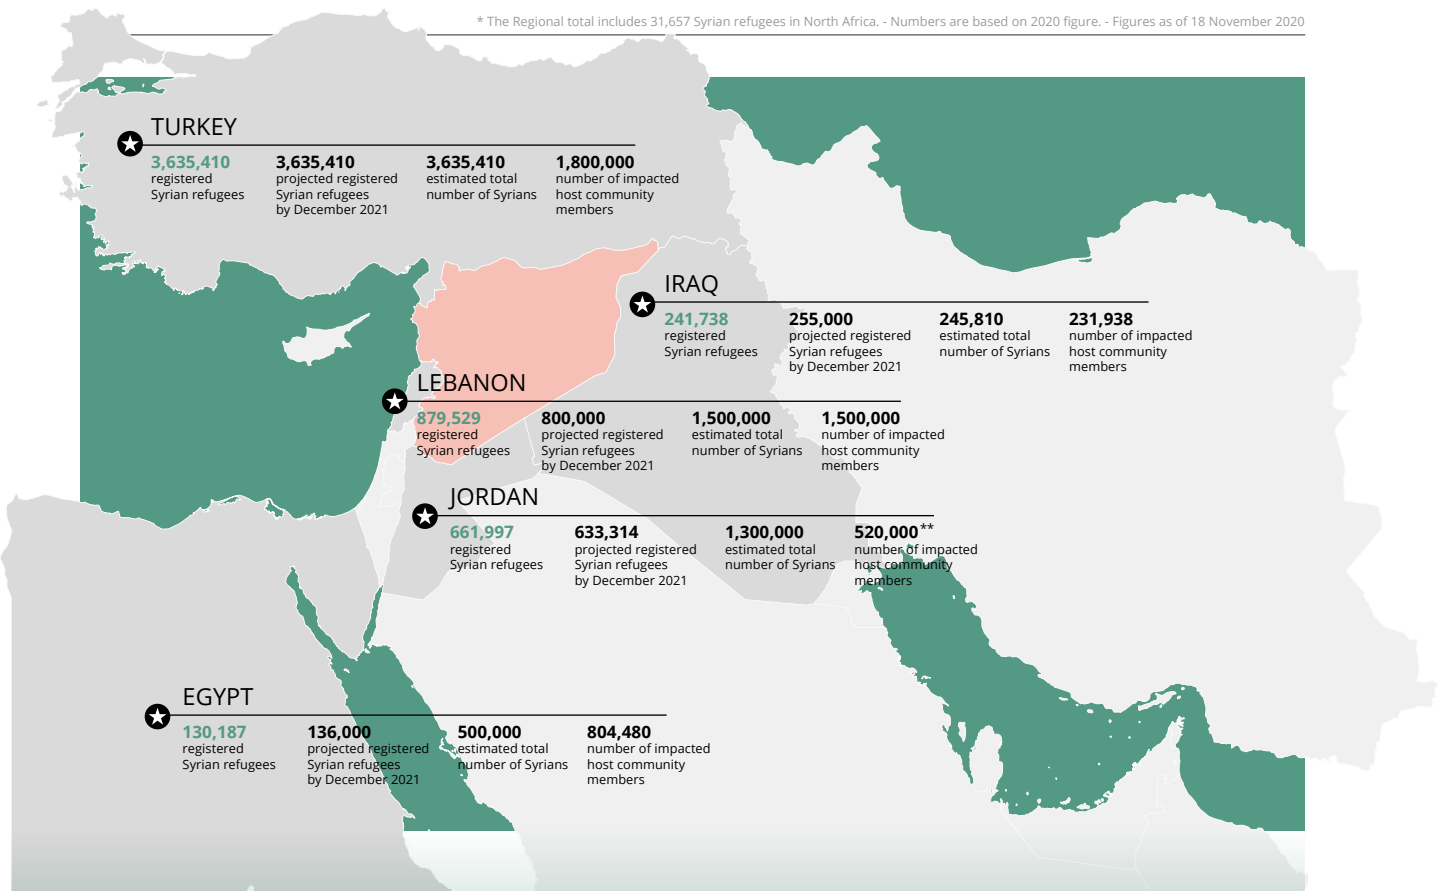 * The Regional total includes 31,657 Syrian refugees in North Africa. - Numbers are based on 2020 figure. - Figures as of 18 November 2020
TURKEY
3,635,410
registered
Syrian refugees
3,635,410
projected registered
Syrian refugees
by December 2021
3,635,410
estimated total
number of Syrians
1,800,000
number of impacted
host community
members
IRAQ
241,738
registered
Syrian refugees
255,000
projected registered
Syrian refugees
by December 2021
245,810
estimated total
number of Syrians
231,938
number of impacted
host community
members
LEBANON
879,529
registered
Syrian refugees
800,000
projected registered
Syrian refugees
by December 2021
1,500,000
estimated total
number of Syrians
1,500,000
number of impacted
host community
members
JORDAN
661,997
registered
Syrian refugees
633,314
projected registered
Syrian refugees
by December 2021
1,300,000
estimated total
number of Syrians
520,000**
number of impacted
host community
members
EGYPT
130,187
registered
Syrian refugees
136,000
projected registered
Syrian refugees
by December 2021
500,000
estimated total
number of Syrians
804,480
number of impacted
host community
members